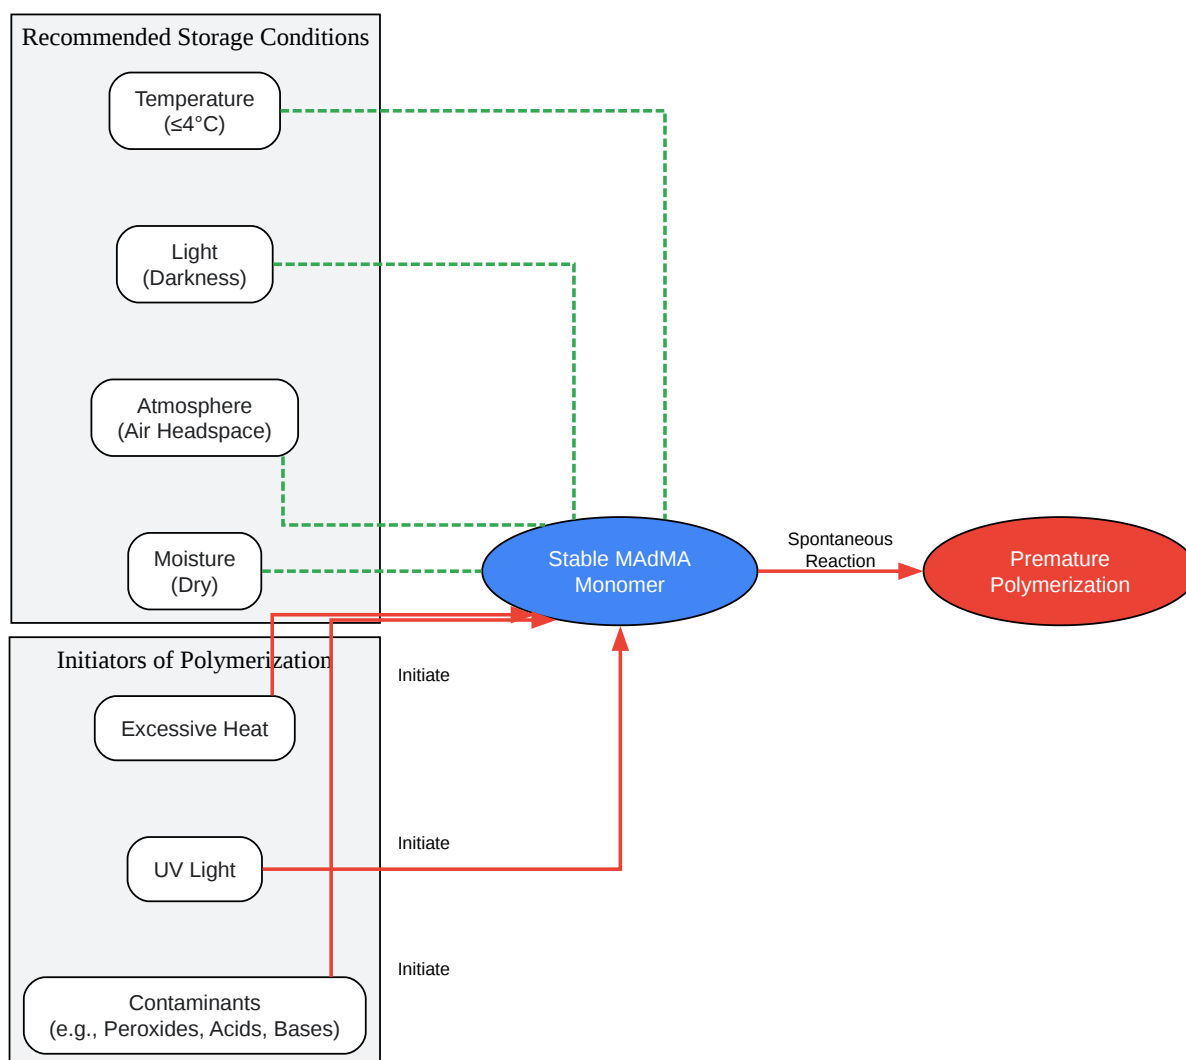 Recommended Storage Conditions
Temperature
(≤4°C)
Light
(Darkness)
Atmosphere
(Air Headspace)
Moisture
(Dry)
Stable MAdMA
Monomer
Spontaneous
Reaction
Premature
Polymerization
Initiators of Polymerization
Initiate
Excessive Heat
Initiate
UV Light
Initiate
Contaminants
(e.g., Peroxides, Acids, Bases)